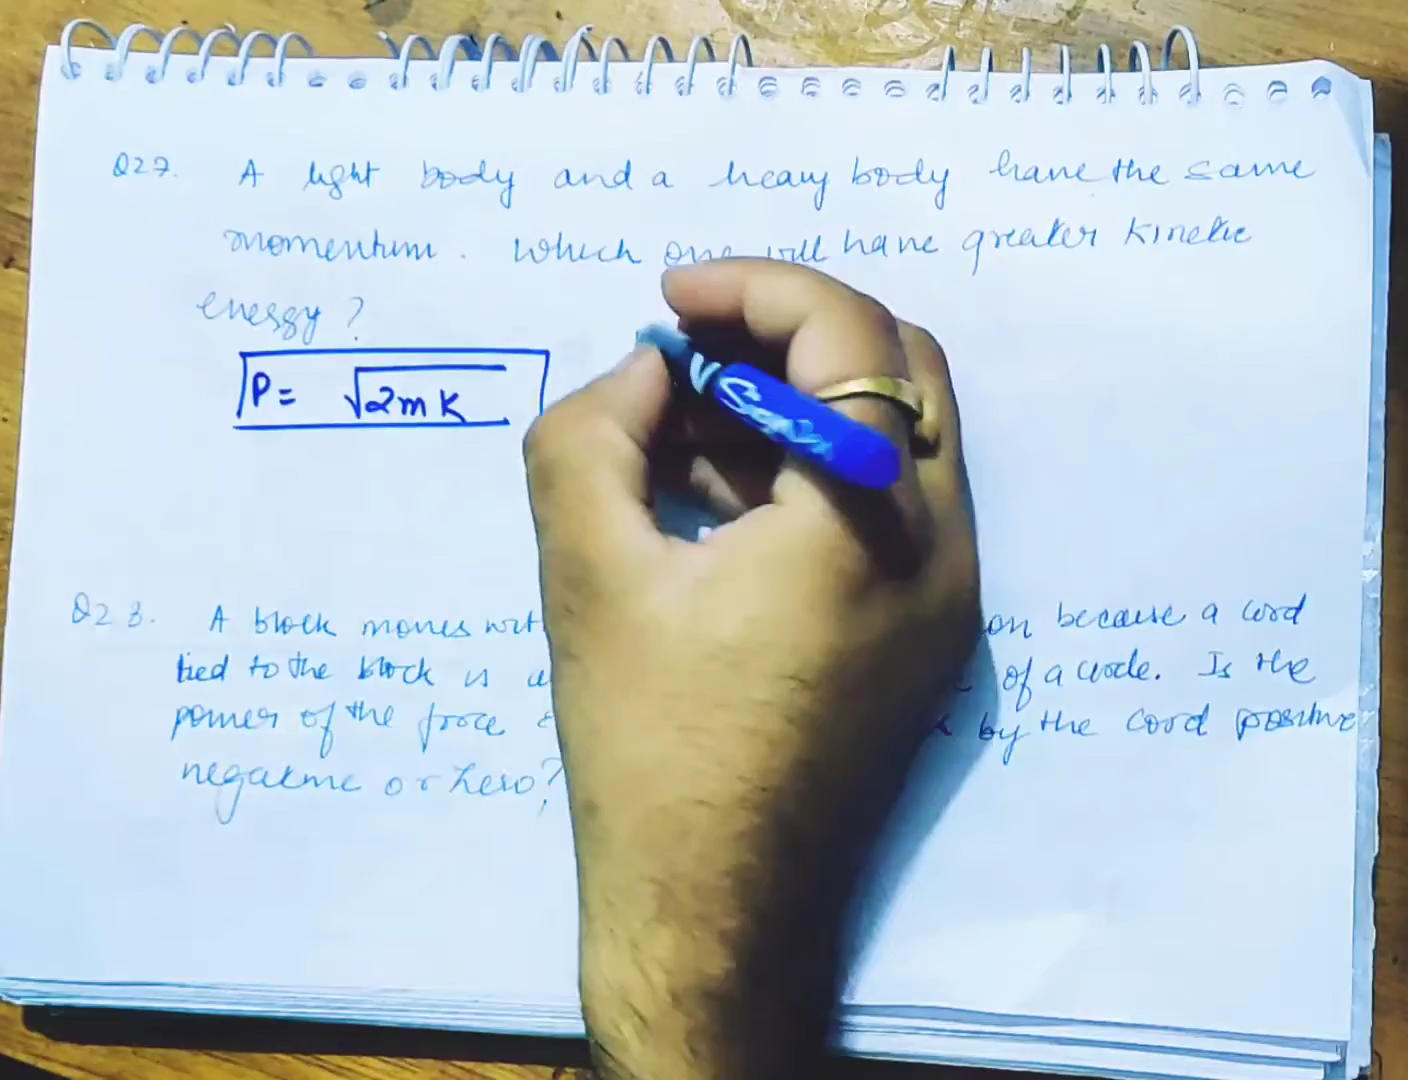 Q27. A light body and a heavy body have the same
momentum. Which one will have greater kinetic
energy?
P = √2mK
Q28. A block moves on because a cord
tied to the block is of a circle. Is the
power of the force by the cord positive
negative or zero?